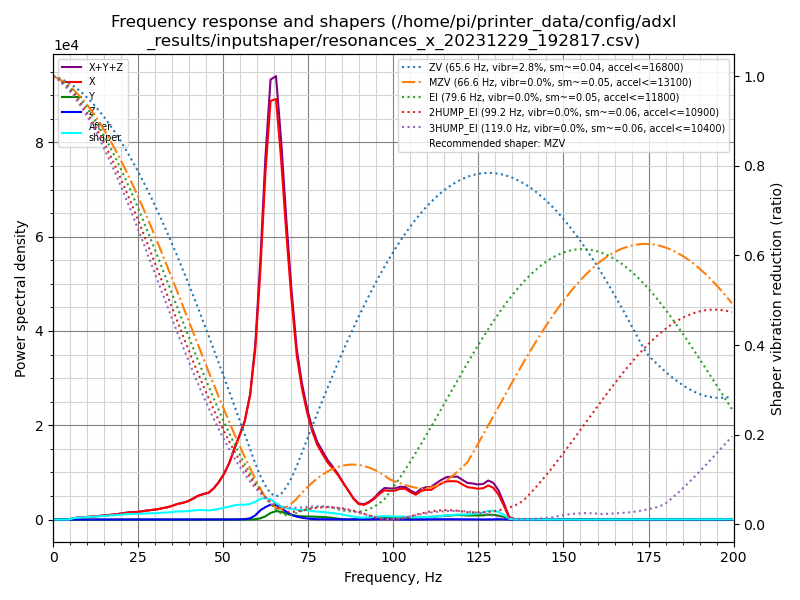 Frequency response and shapers (/home/pi/printer_data/config/adxl
_results/inputshaper/resonances_x_20231229_192817.csv)
1e4
X+Y+Z
X
Y
Z
After
shaper
ZV (65.6 Hz, vibr=2.8%, sm~=0.04, accel<=16800)
MZV (66.6 Hz, vibr=0.0%, sm~=0.05, accel<=13100)
EI (79.6 Hz, vibr=0.0%, sm~=0.05, accel<=11800)
2HUMP_EI (99.2 Hz, vibr=0.0%, sm~=0.06, accel<=10900)
3HUMP_EI (119.0 Hz, vibr=0.0%, sm~=0.06, accel<=10400)
Recommended shaper: MZV
Power spectral density
8
6
4
2
0
1.0
0.8
0.6
0.4
0.2
0.0
Shaper vibration reduction (ratio)
0 25 50 75 100 125 150 175 200
Frequency, Hz